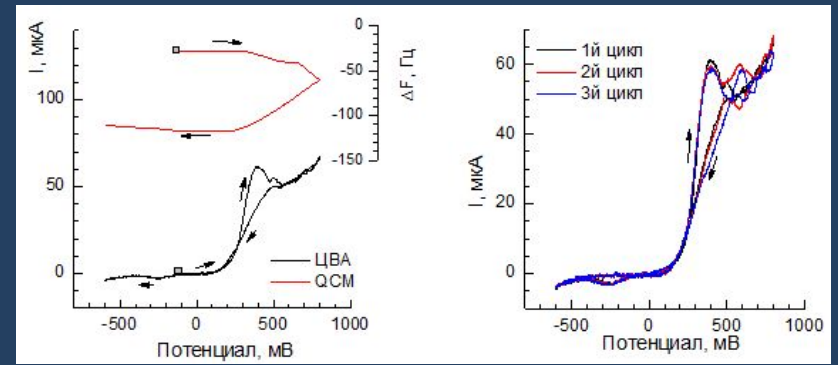 I, мкА
100
50
0
0
-50
-100
-150
ΔF, Гц
ЦВА
QCM
-500
0
500
1000
Потенциал, мВ
I, мкА
60
40
20
0
1й цикл
2й цикл
3й цикл
-500
0
500
1000
Потенциал, мВ